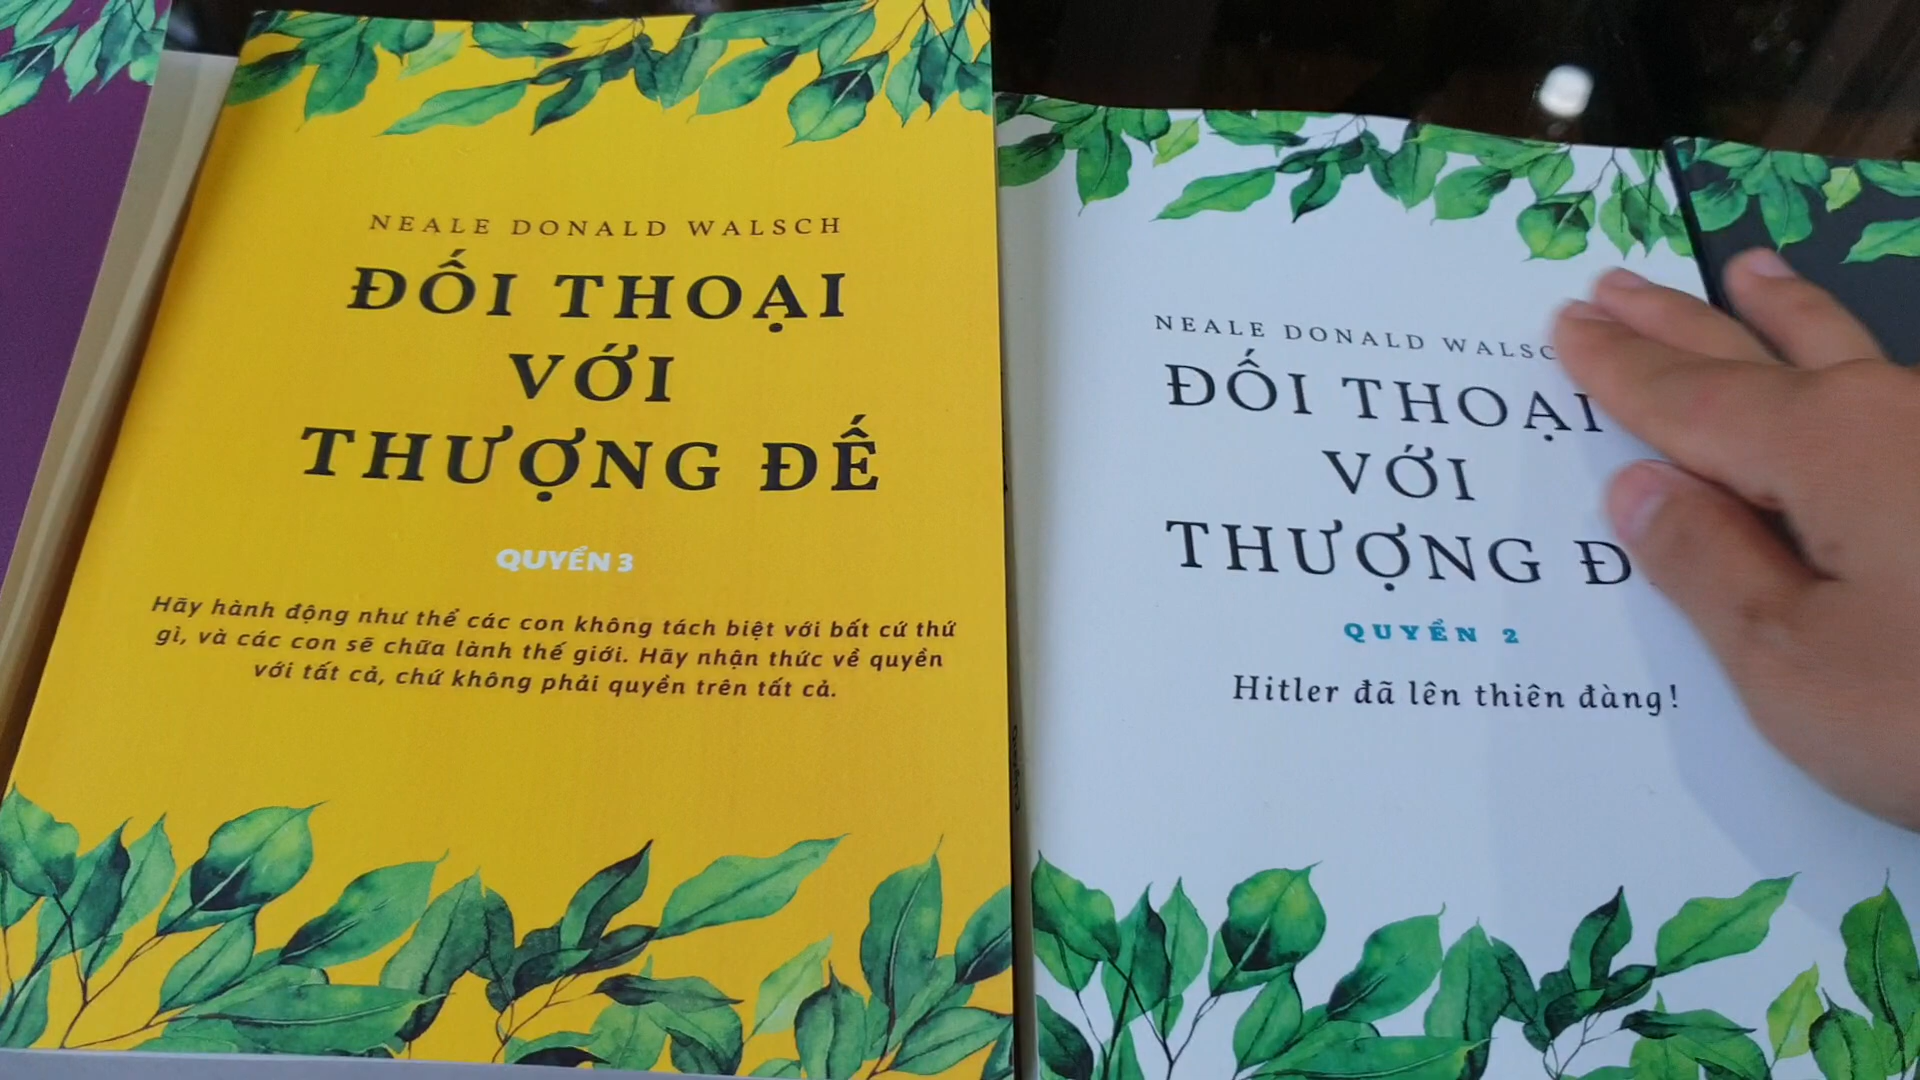 NEALE DONALD WALSCH
ĐỐI THOẠI
VỚI
THƯỢNG ĐẾ
QUYỂN 3
Hãy hành động như thể các con không tách biệt với bất cứ thứ
gì, và các con sẽ chữa lành thế giới. Hãy nhận thức về quyền
với tất cả, chứ không phải quyền trên tất cả.
NEALE DONALD WALSC
ĐỐI THOẠI
VỚI
THƯỢNG Đ
QUYỂN 2
Hitler đã lên thiên đàng!